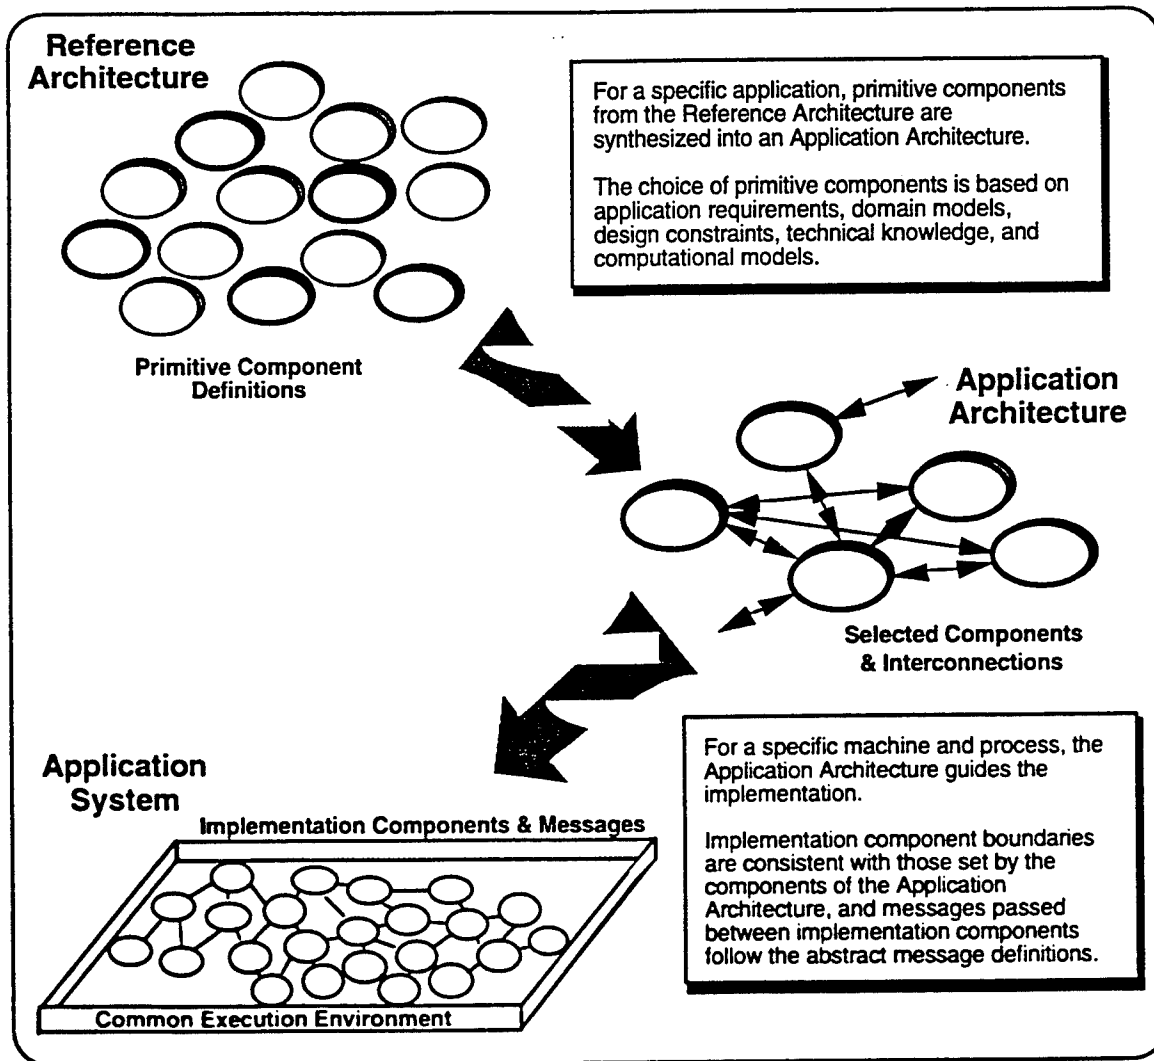 Reference
Architecture
For a specific application, primitive components
from the Reference Architecture are
synthesized into an Application Architecture.
The choice of primitive components is based on
application requirements, domain models,
design constraints, technical knowledge, and
computational models.
Primitive Component
Definitions
Application
Architecture
Selected Components
& Interconnections
For a specific machine and process, the
Application Architecture guides the
implementation.
Implementation component boundaries
are consistent with those set by the
components of the Application
Architecture, and messages passed
between implementation components
follow the abstract message definitions.
Application
System
Implementation Components & Messages
Common Execution Environment